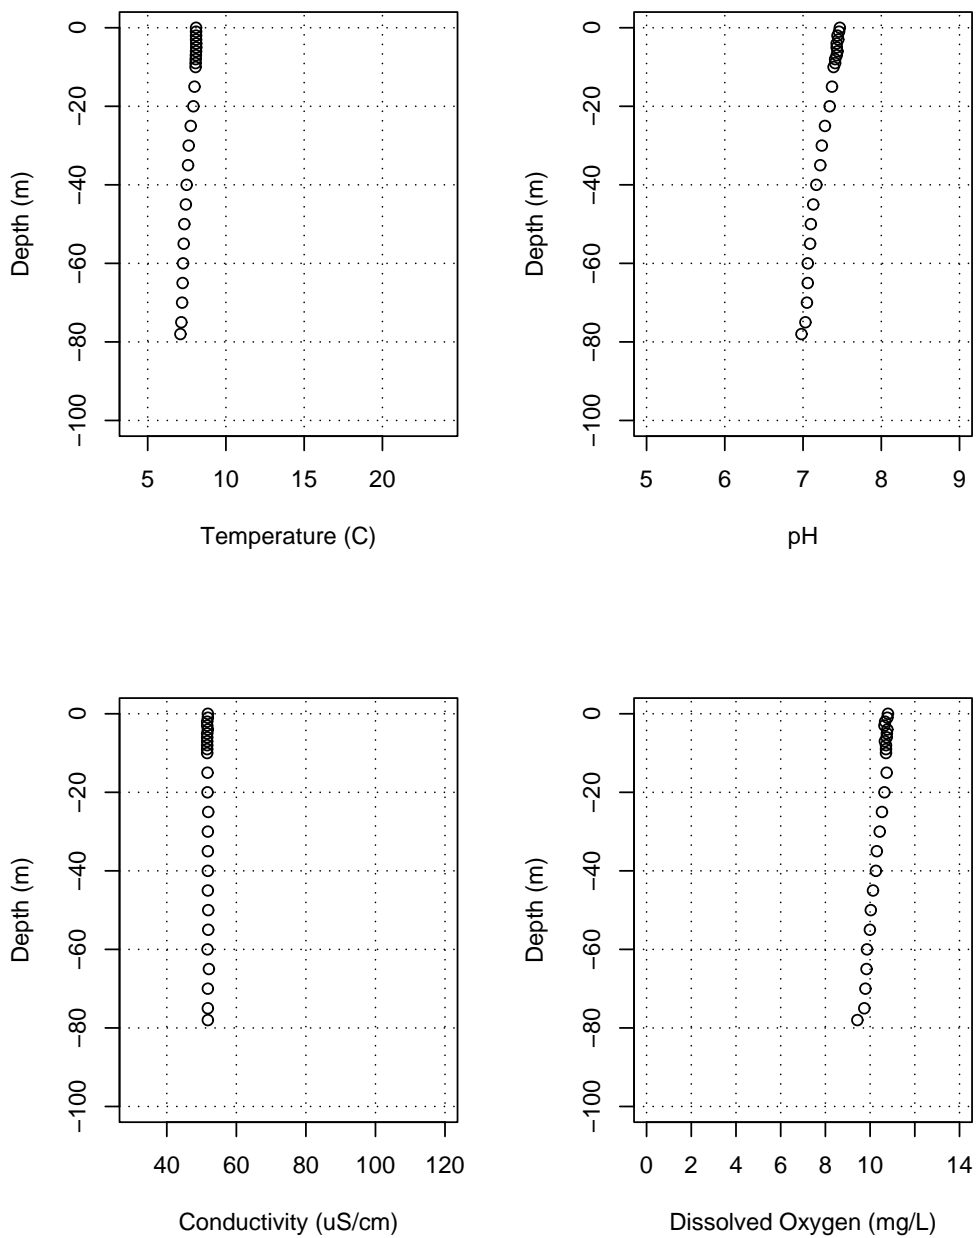 0
−20
−40
−60
−80
−100
Depth (m)
5 10 15 20
Temperature (C)
0
−20
−40
−60
−80
−100
Depth (m)
5 6 7 8 9
pH
0
−20
−40
−60
−80
−100
Depth (m)
40 60 80 100 120
Conductivity (uS/cm)
0
−20
−40
−60
−80
−100
Depth (m)
0 2 4 6 8 10 14
Dissolved Oxygen (mg/L)